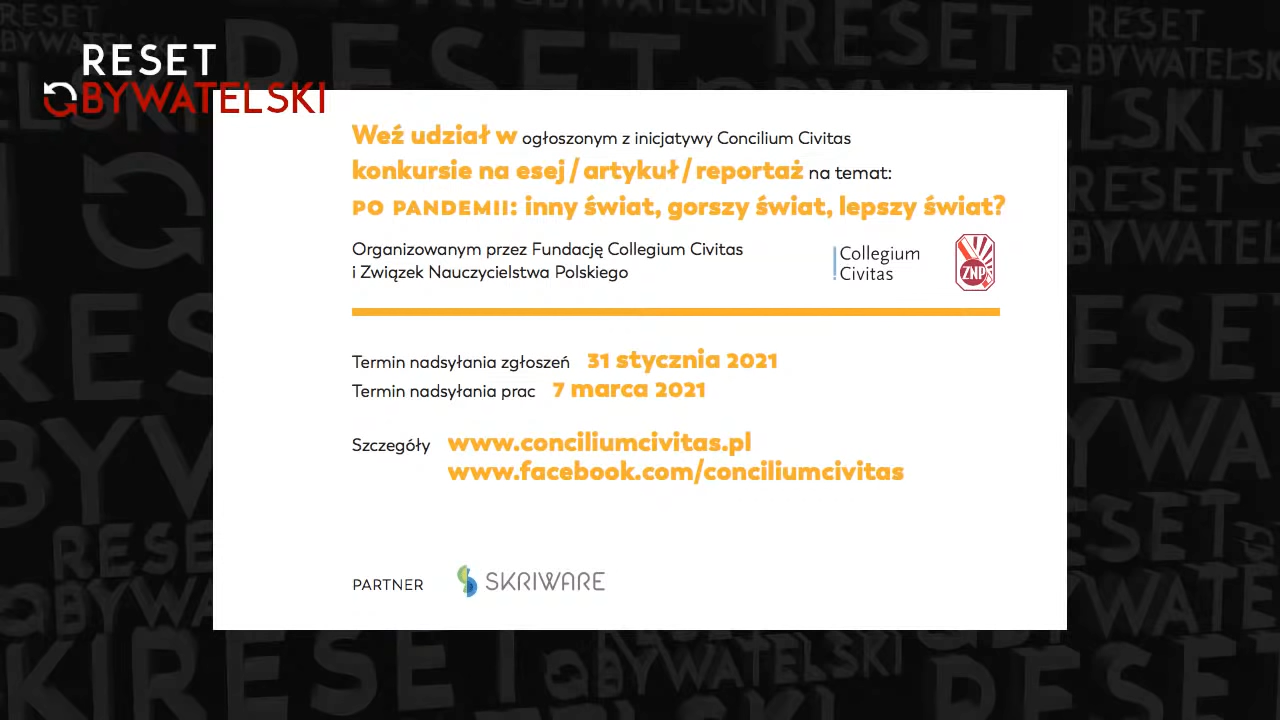 RESET
OBYWATELSKI
Weź udział w ogłoszonym z inicjatywy Concilium Civitas
konkursie na esej / artykuł / reportaż na temat:
PO PANDEMII: inny świat, gorszy świat, lepszy świat?
Organizowanym przez Fundację Collegium Civitas
i Związek Nauczycielstwa Polskiego
Collegium
Civitas
ZNP
Termin nadsyłania zgłoszeń 31 stycznia 2021
Termin nadsyłania prac 7 marca 2021
Szczegóły www.conciliumcivitas.pl
www.facebook.com/conciliumcivitas
PARTNER SKRIWARE